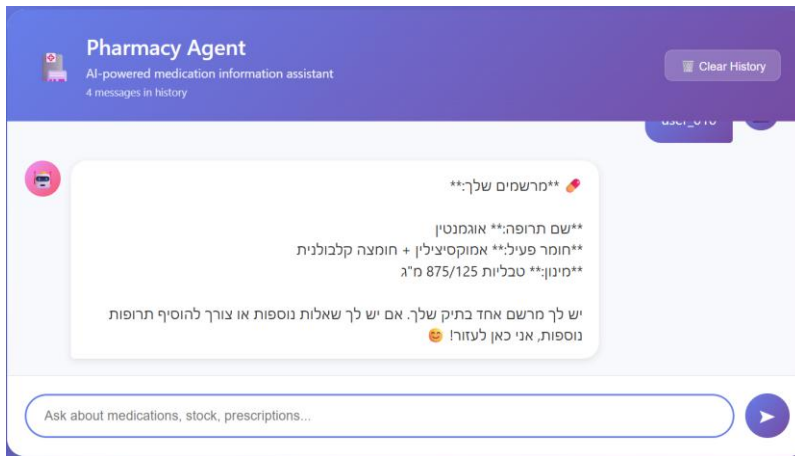 Pharmacy Agent
AI-powered medication information assistant
4 messages in history
Clear History
**מרשמים שלך:**
**שם תרופה:** אוגמנטין
**חומר פעיל:** אמוקסיצילין + חומצה קלבולנית
**מינון:** טבליות 875/125 מ"ג
יש לך מרשם אחד בתיק שלך. אם יש לך שאלות נוספות או צורך להוסיף תרופות
נוספות, אני כאן לעזור!
Ask about medications, stock, prescriptions...